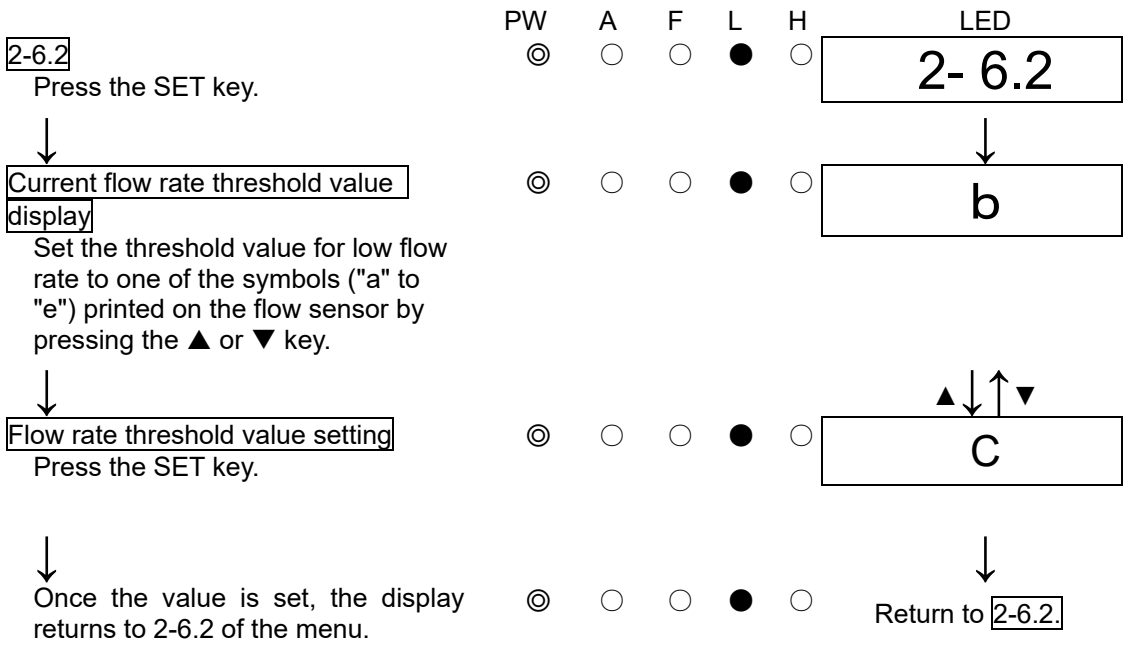 PW A F L H LED
2-6.2 ◎ ○ ○ ● ○ 2- 6.2
Press the SET key.
↓ ↓
Current flow rate threshold value ◎ ○ ○ ● ○ b
display
Set the threshold value for low flow
rate to one of the symbols ("a" to
"e") printed on the flow sensor by
pressing the ▲ or ▼ key.
↓ ▲↓↑▼
Flow rate threshold value setting ◎ ○ ○ ● ○ C
Press the SET key.
↓ ↓
Once the value is set, the display ◎ ○ ○ ● ○ Return to 2-6.2.
returns to 2-6.2 of the menu.